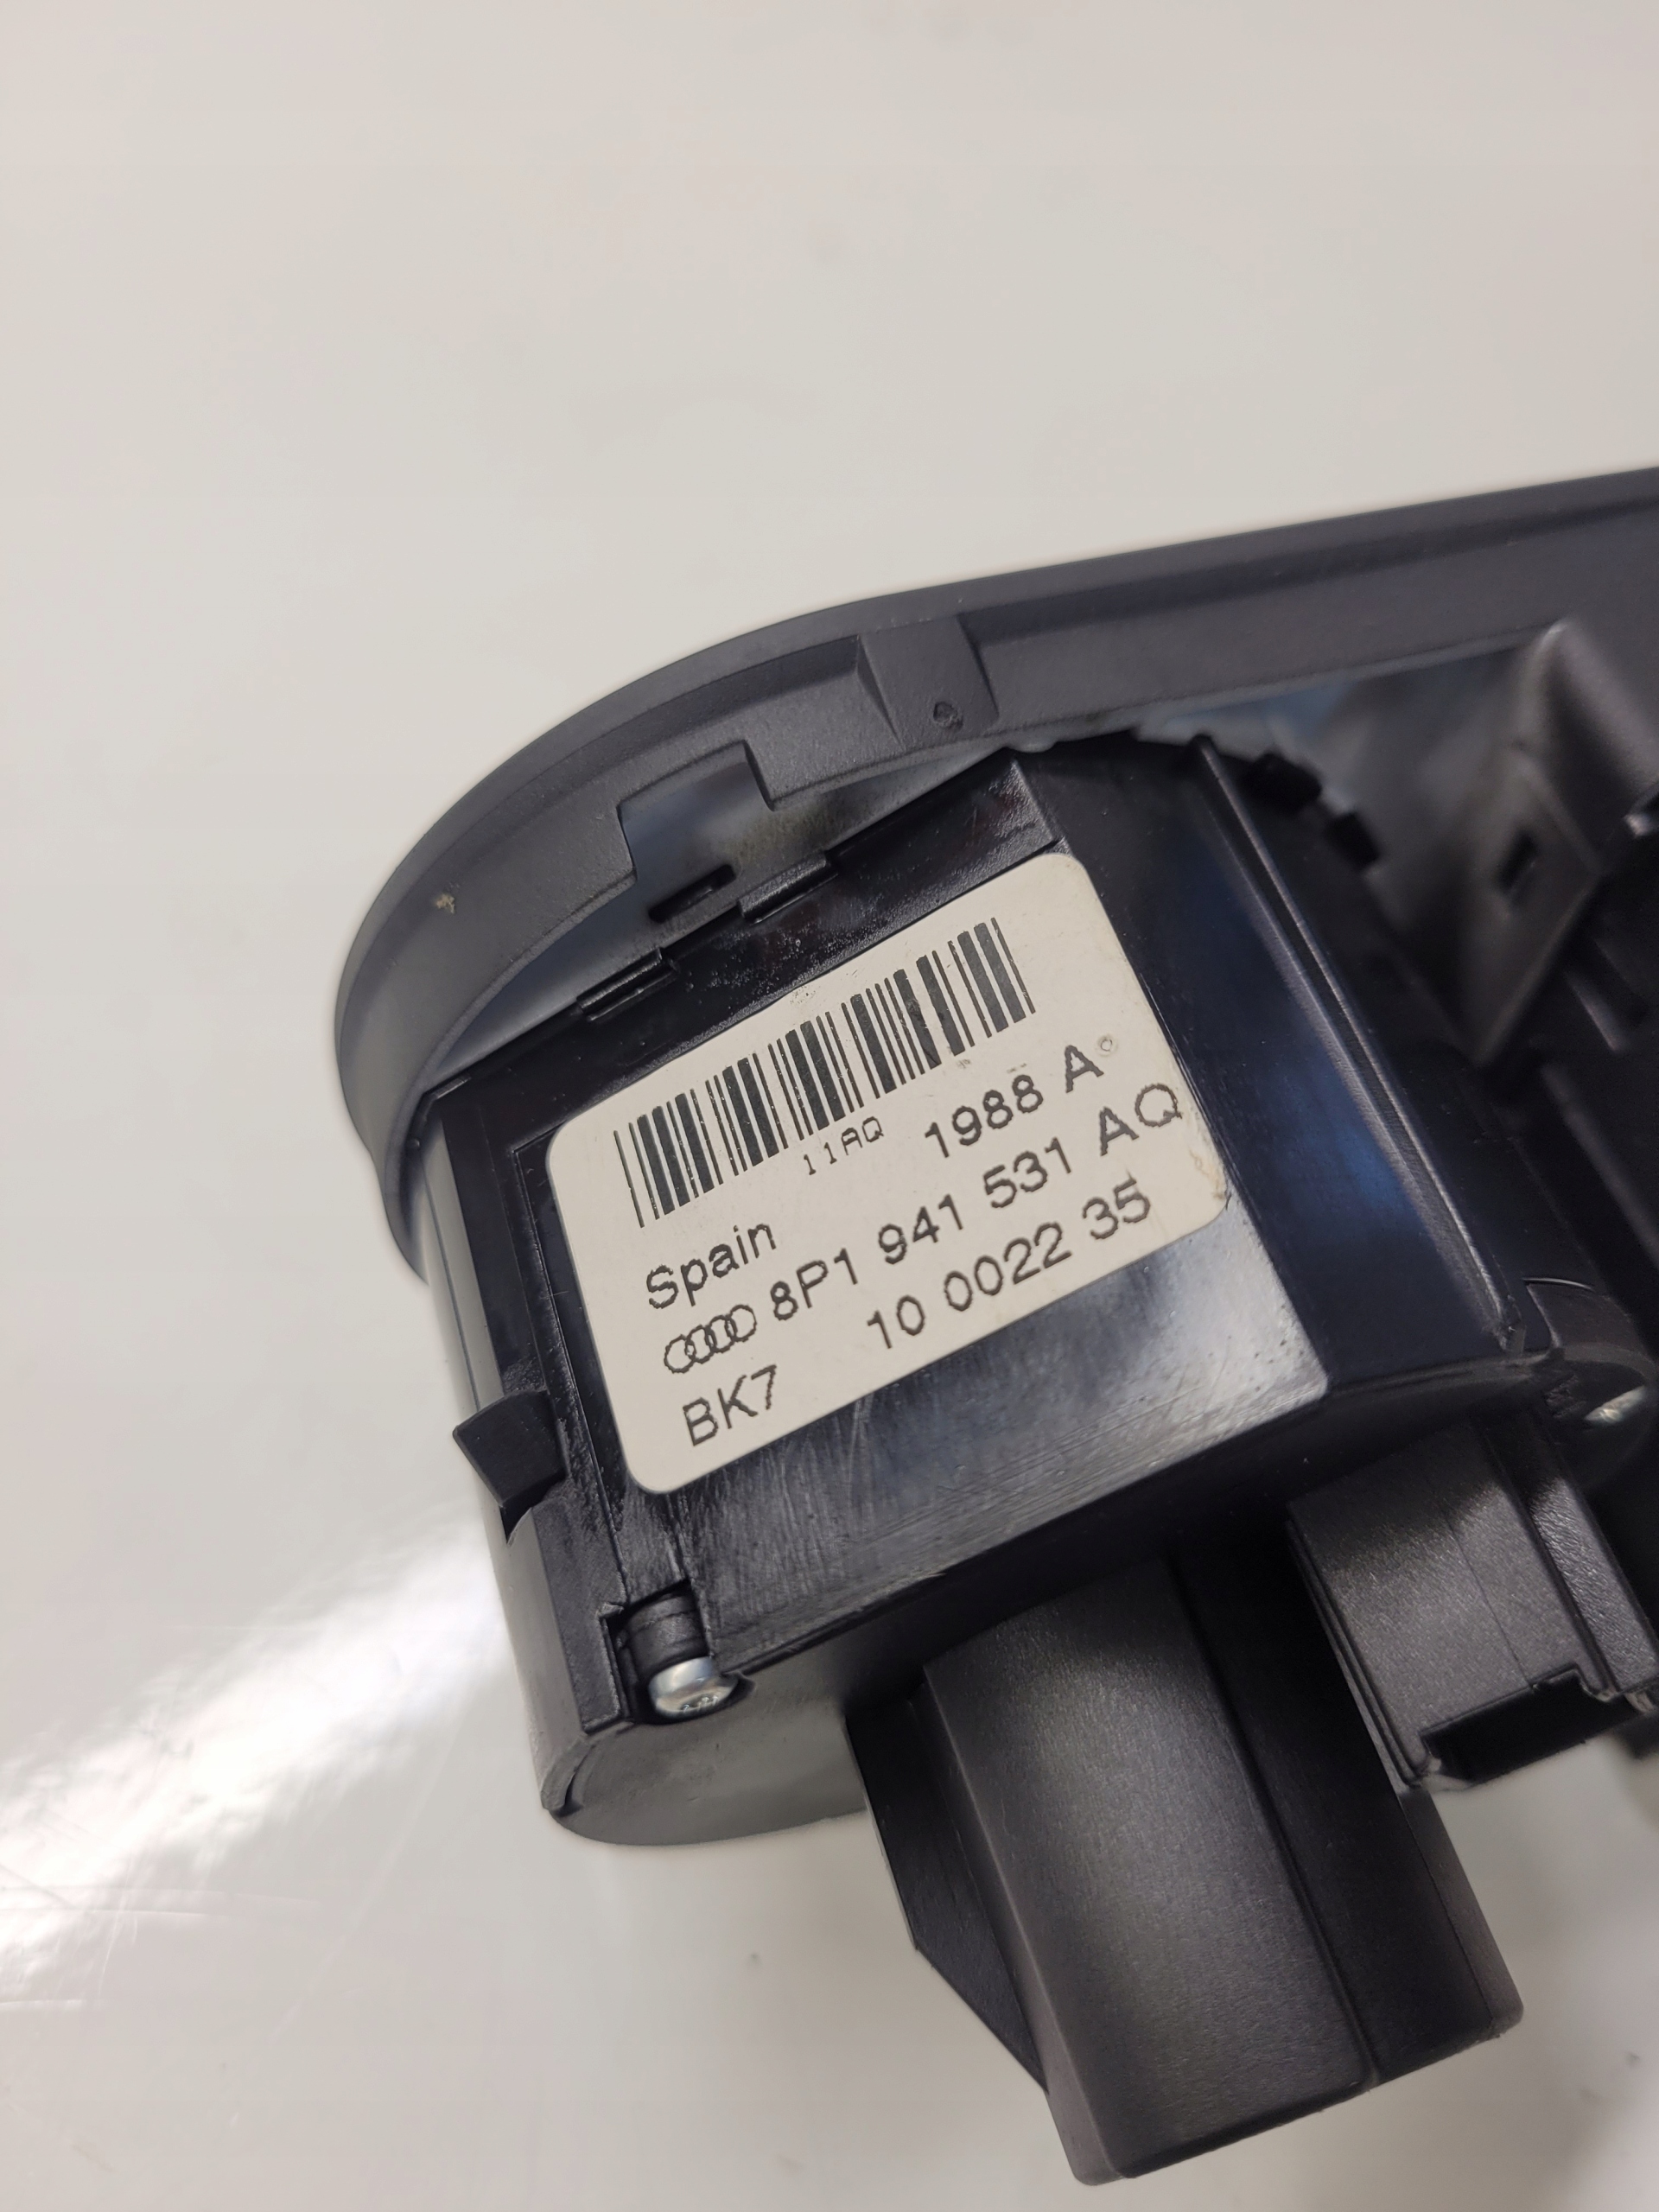 11AQ 1988 A
Spain
8P1 941 531 AQ
BK7 10 0022 35